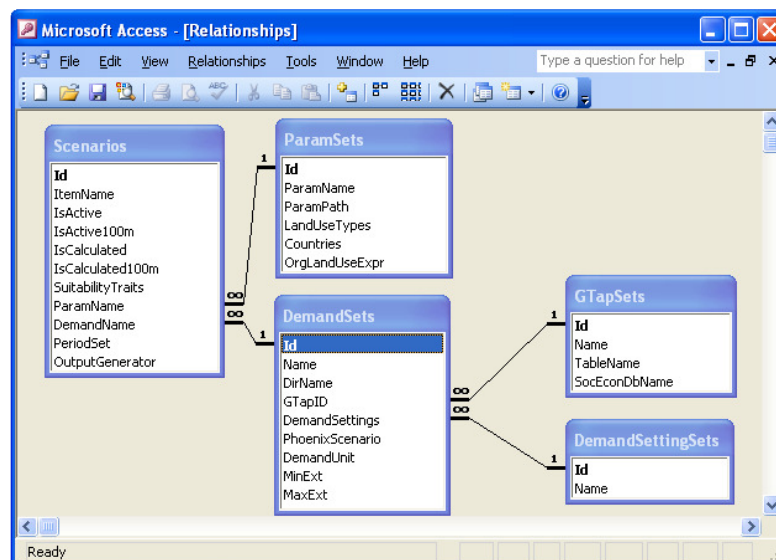 Microsoft Access - [Relationships]
File Edit View Relationships Tools Window Help Type a question for help
ABC
Scenarios
Id
ItemName
IsActive
IsActive100m
IsCalculated
IsCalculated100m
SuitabilityTraits
ParamName
DemandName
PeriodSet
OutputGenerator
1
∞
∞
1
ParamSets
Id
ParamName
ParamPath
LandUseTypes
Countries
OrgLandUseExpr
DemandSets
Id
Name
DirName
GTapID
DemandSettings
PhoenixScenario
DemandUnit
MinExt
MaxExt
1
∞
∞
1
GTapSets
Id
Name
TableName
SocEconDbName
DemandSettingSets
Id
Name
Ready